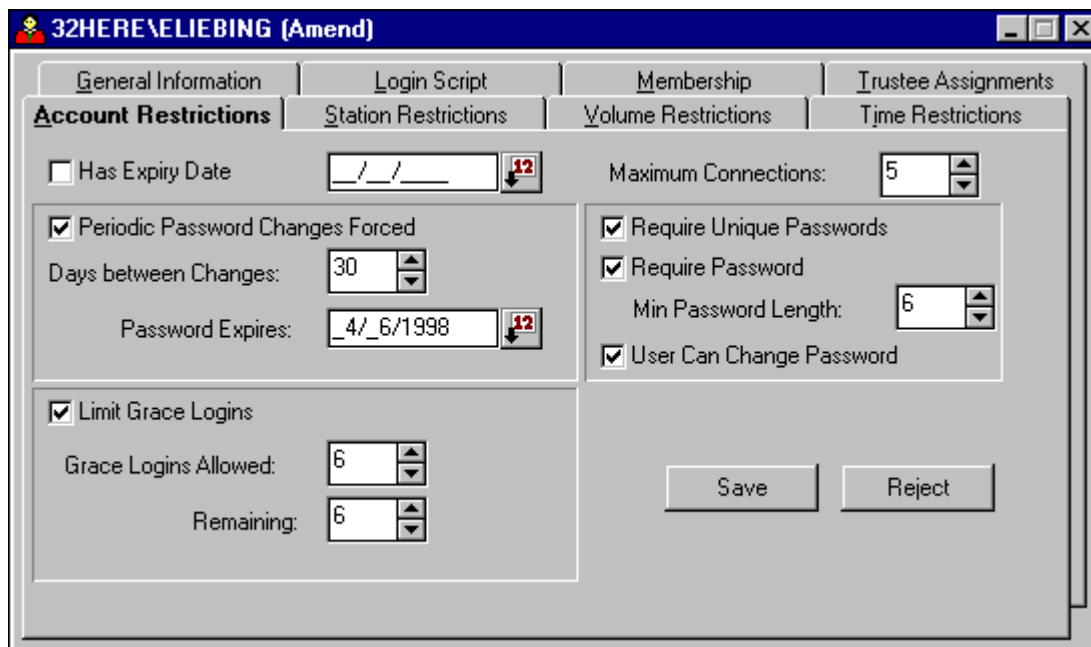 32HERE\ELIEBING (Amend)
General Information
Login Script
Membership
Trustee Assignments
Account Restrictions
Station Restrictions
Volume Restrictions
Time Restrictions
Has Expiry Date
__/__/____
12
Maximum Connections:
5
Periodic Password Changes Forced
Days between Changes:
30
Password Expires:
_4/_6/1998
12
Require Unique Passwords
Require Password
Min Password Length:
6
User Can Change Password
Limit Grace Logins
Grace Logins Allowed:
6
Remaining:
6
Save
Reject